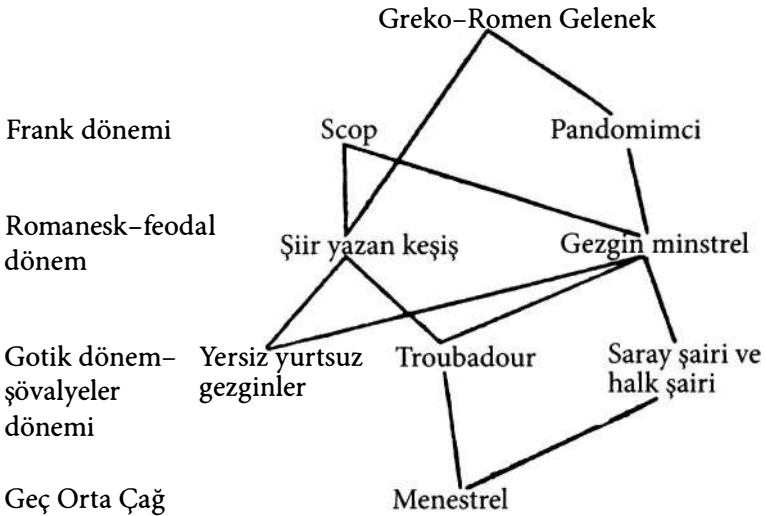 Greko–Romen Gelenek
Frank dönemi Scop Pandomimci
Romanesk–feodal
dönem Şiir yazan keşiş Gezgin minstrel
Gotik dönem– Yersiz yurtsuz Troubadour Saray şairi ve
şövalyeler gezginler halk şairi
dönemi
Geç Orta Çağ Menestrel